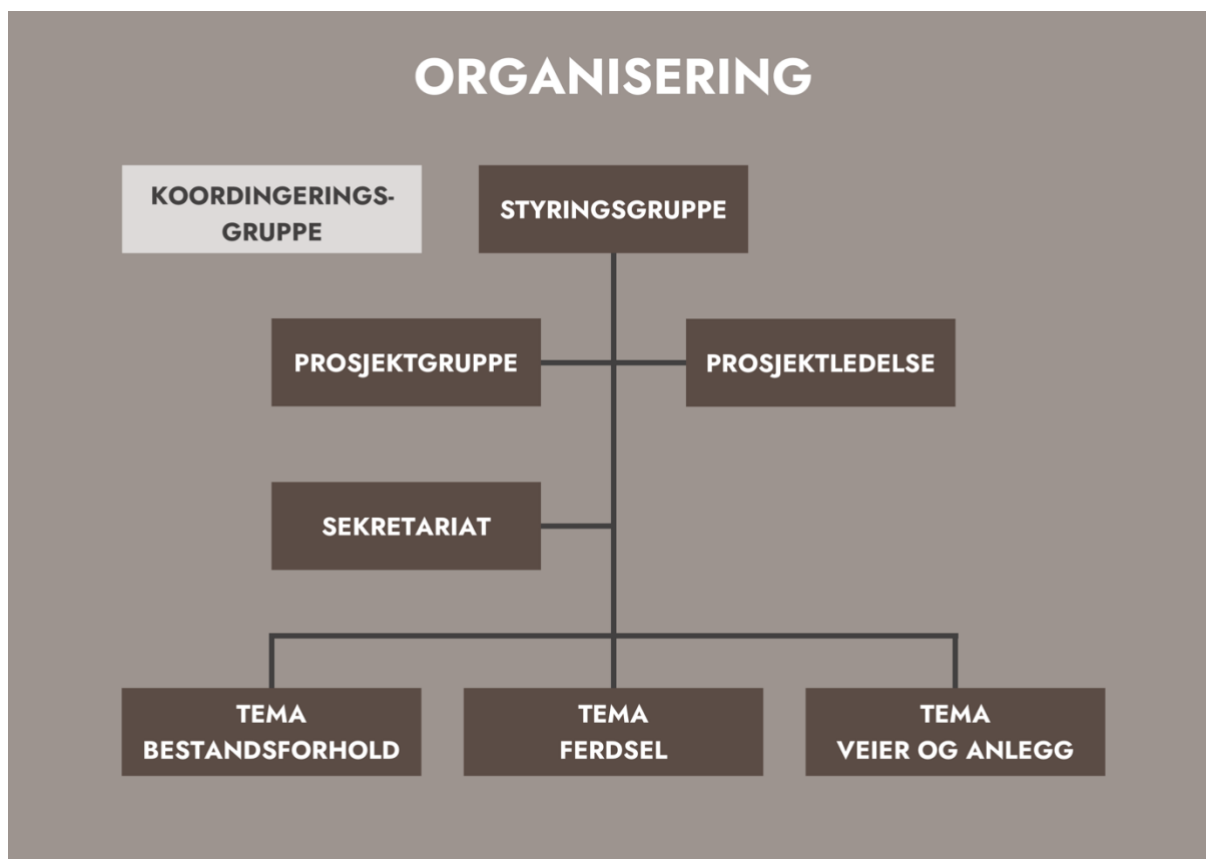 ORGANISERING
KOORDINGERINGS-
GRUPPE
STYRINGSGRUPPE
PROSJEKTGRUPPE
PROSJEKTLEDELSE
SEKRETARIAT
TEMA
BESTANDSFORHOLD
TEMA
FERDSEL
TEMA
VEIER OG ANLEGG